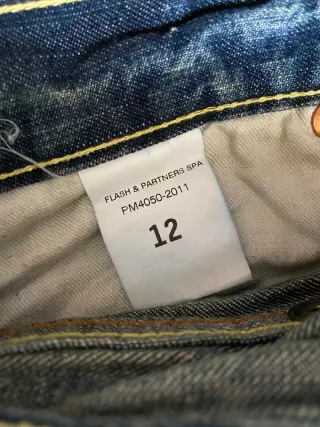 FLASH & PARTNERS SPA
PM4050-2011
12